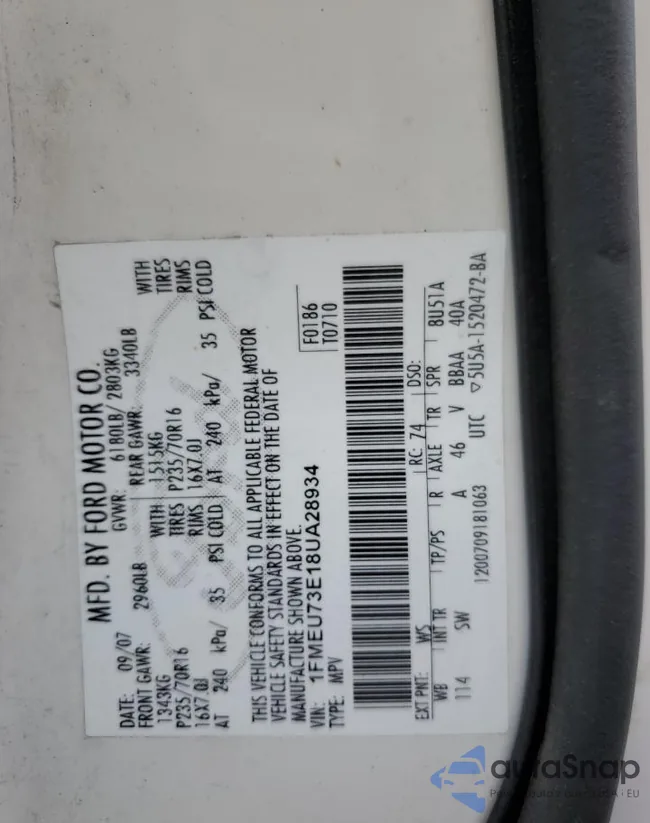 MFD. BY FORD MOTOR CO.
DATE: 09/07 GVWR: 6180LB/ 2803KG
FRONT GAWR: 2960LB REAR GAWR: 3340LB
1343KG WITH 1515KG WITH
P235/70R16 TIRES P235/70R16 TIRES
16X7.0J RIMS 16X7.0J RIMS
AT 240 kPa/ 35 PSI COLD AT 240 kPa/ 35 PSI COLD
THIS VEHICLE CONFORMS TO ALL APPLICABLE FEDERAL MOTOR
VEHICLE SAFETY STANDARDS IN EFFECT ON THE DATE OF
MANUFACTURE SHOWN ABOVE.
VIN: 1FMEU73E18UA28934 F0186
TYPE: MPV T0710
EXT PNT: WS RC: 74 DSO:
WB INT TR TP/PS R AXLE TR SPR BU51A
114 SW A 46 V BBAA 40A
1200709181063 UTC ▽5U5A-1520472-BA
autoSnap
EU